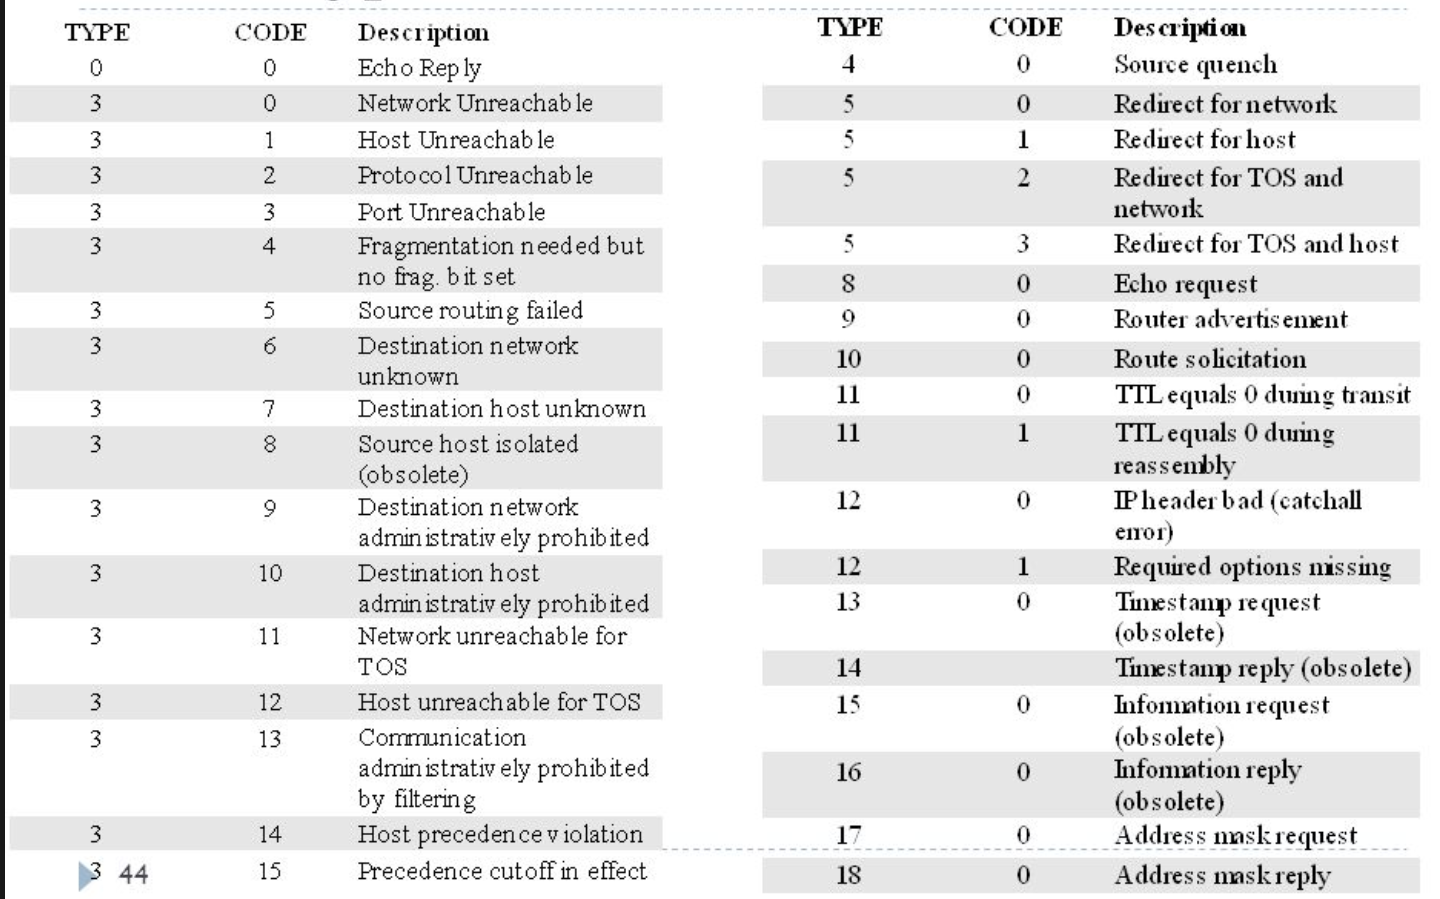 TYPE CODE Description
0 0 Echo Reply
3 0 Network Unreachable
3 1 Host Unreachable
3 2 Protocol Unreachable
3 3 Port Unreachable
3 4 Fragmentation needed but
no frag. bit set
3 5 Source routing failed
3 6 Destination network
unknown
3 7 Destination host unknown
3 8 Source host isolated
(obsolete)
3 9 Destination network
administratively prohibited
3 10 Destination host
administratively prohibited
3 11 Network unreachable for
TOS
3 12 Host unreachable for TOS
3 13 Communication
administratively prohibited
by filtering
3 14 Host precedence violation
3 15 Precedence cutoff in effect
44
TYPE CODE Description
4 0 Source quench
5 0 Redirect for network
5 1 Redirect for host
5 2 Redirect for TOS and
network
5 3 Redirect for TOS and host
8 0 Echo request
9 0 Router advertisement
10 0 Route solicitation
11 0 TTL equals 0 during transit
11 1 TTL equals 0 during
reassembly
12 0 IP header bad (catchall
error)
12 1 Required options missing
13 0 Timestamp request
(obsolete)
14 Timestamp reply (obsolete)
15 0 Information request
(obsolete)
16 0 Information reply
(obsolete)
17 0 Address mask request
18 0 Address mask reply